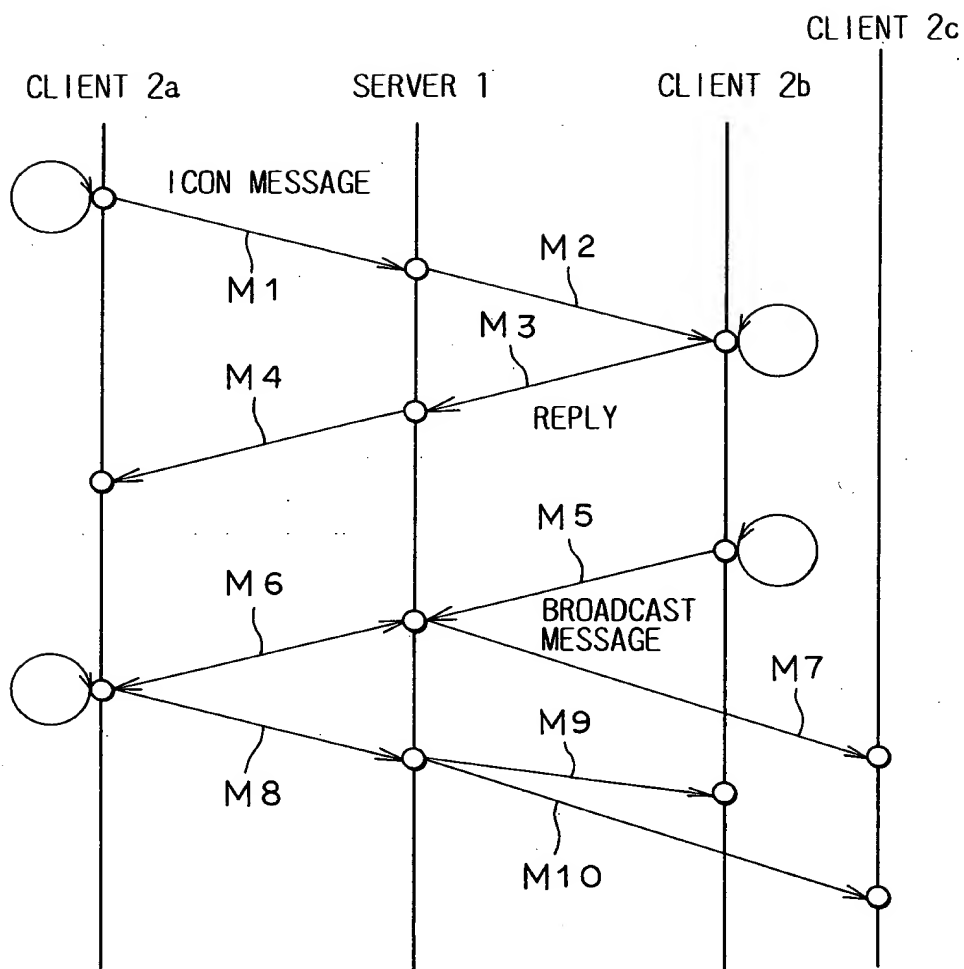 CLIENT 2c
CLIENT 2a
SERVER 1
CLIENT 2b
ICON MESSAGE
M1
M2
M3
M4
REPLY
M5
M6
BROADCAST
MESSAGE
M7
M8
M9
M10